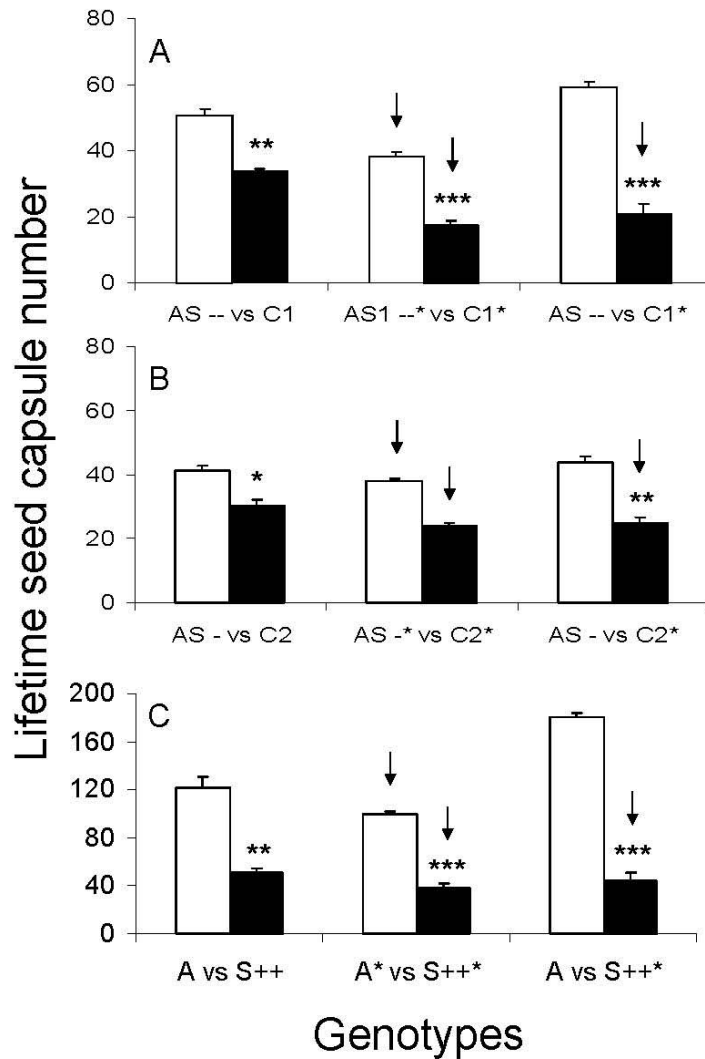 Lifetime seed capsule number
80
60
40
20
0
A
**
***
***
AS -- vs C1
AS1 --* vs C1*
AS -- vs C1*
80
60
40
20
0
B
*
**
AS - vs C2
AS -* vs C2*
AS - vs C2*
200
160
120
80
40
0
C
**
***
***
A vs S++
A* vs S++*
A vs S++*
Genotypes